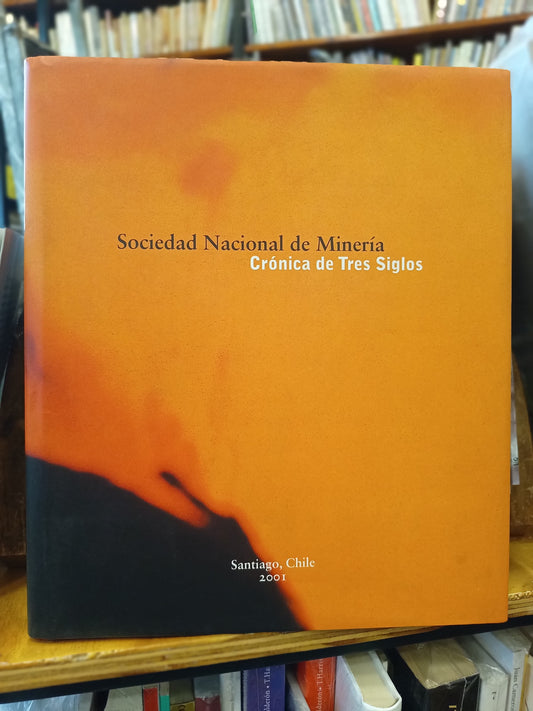 Sociedad Nacional de Minería
Crónica de Tres Siglos
Santiago, Chile
2001